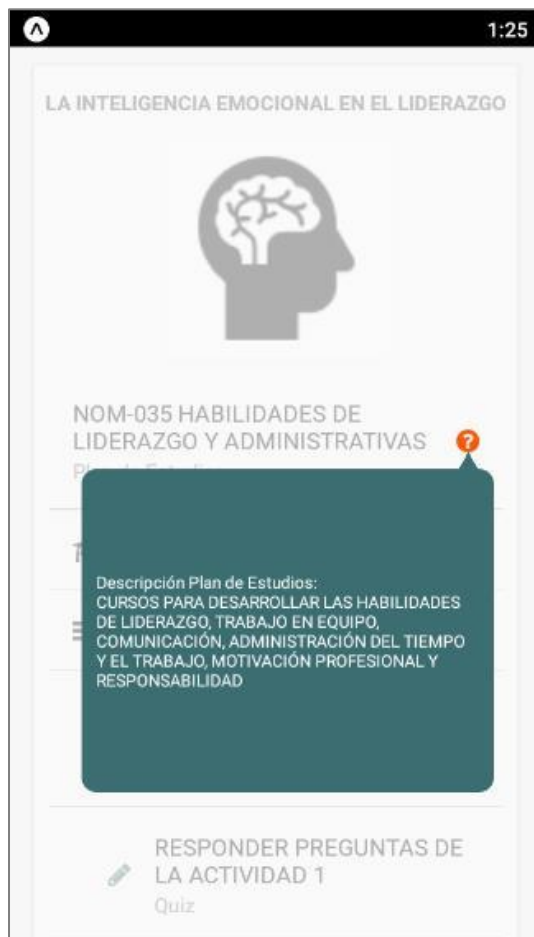 1:25
LA INTELIGENCIA EMOCIONAL EN EL LIDERAZGO
NOM-035 HABILIDADES DE
LIDERAZGO Y ADMINISTRATIVAS
?
Descripción Plan de Estudios:
CURSOS PARA DESARROLLAR LAS HABILIDADES
DE LIDERAZGO, TRABAJO EN EQUIPO,
COMUNICACIÓN, ADMINISTRACIÓN DEL TIEMPO
Y EL TRABAJO, MOTIVACIÓN PROFESIONAL Y
RESPONSABILIDAD
RESPONDER PREGUNTAS DE
LA ACTIVIDAD 1
Quiz